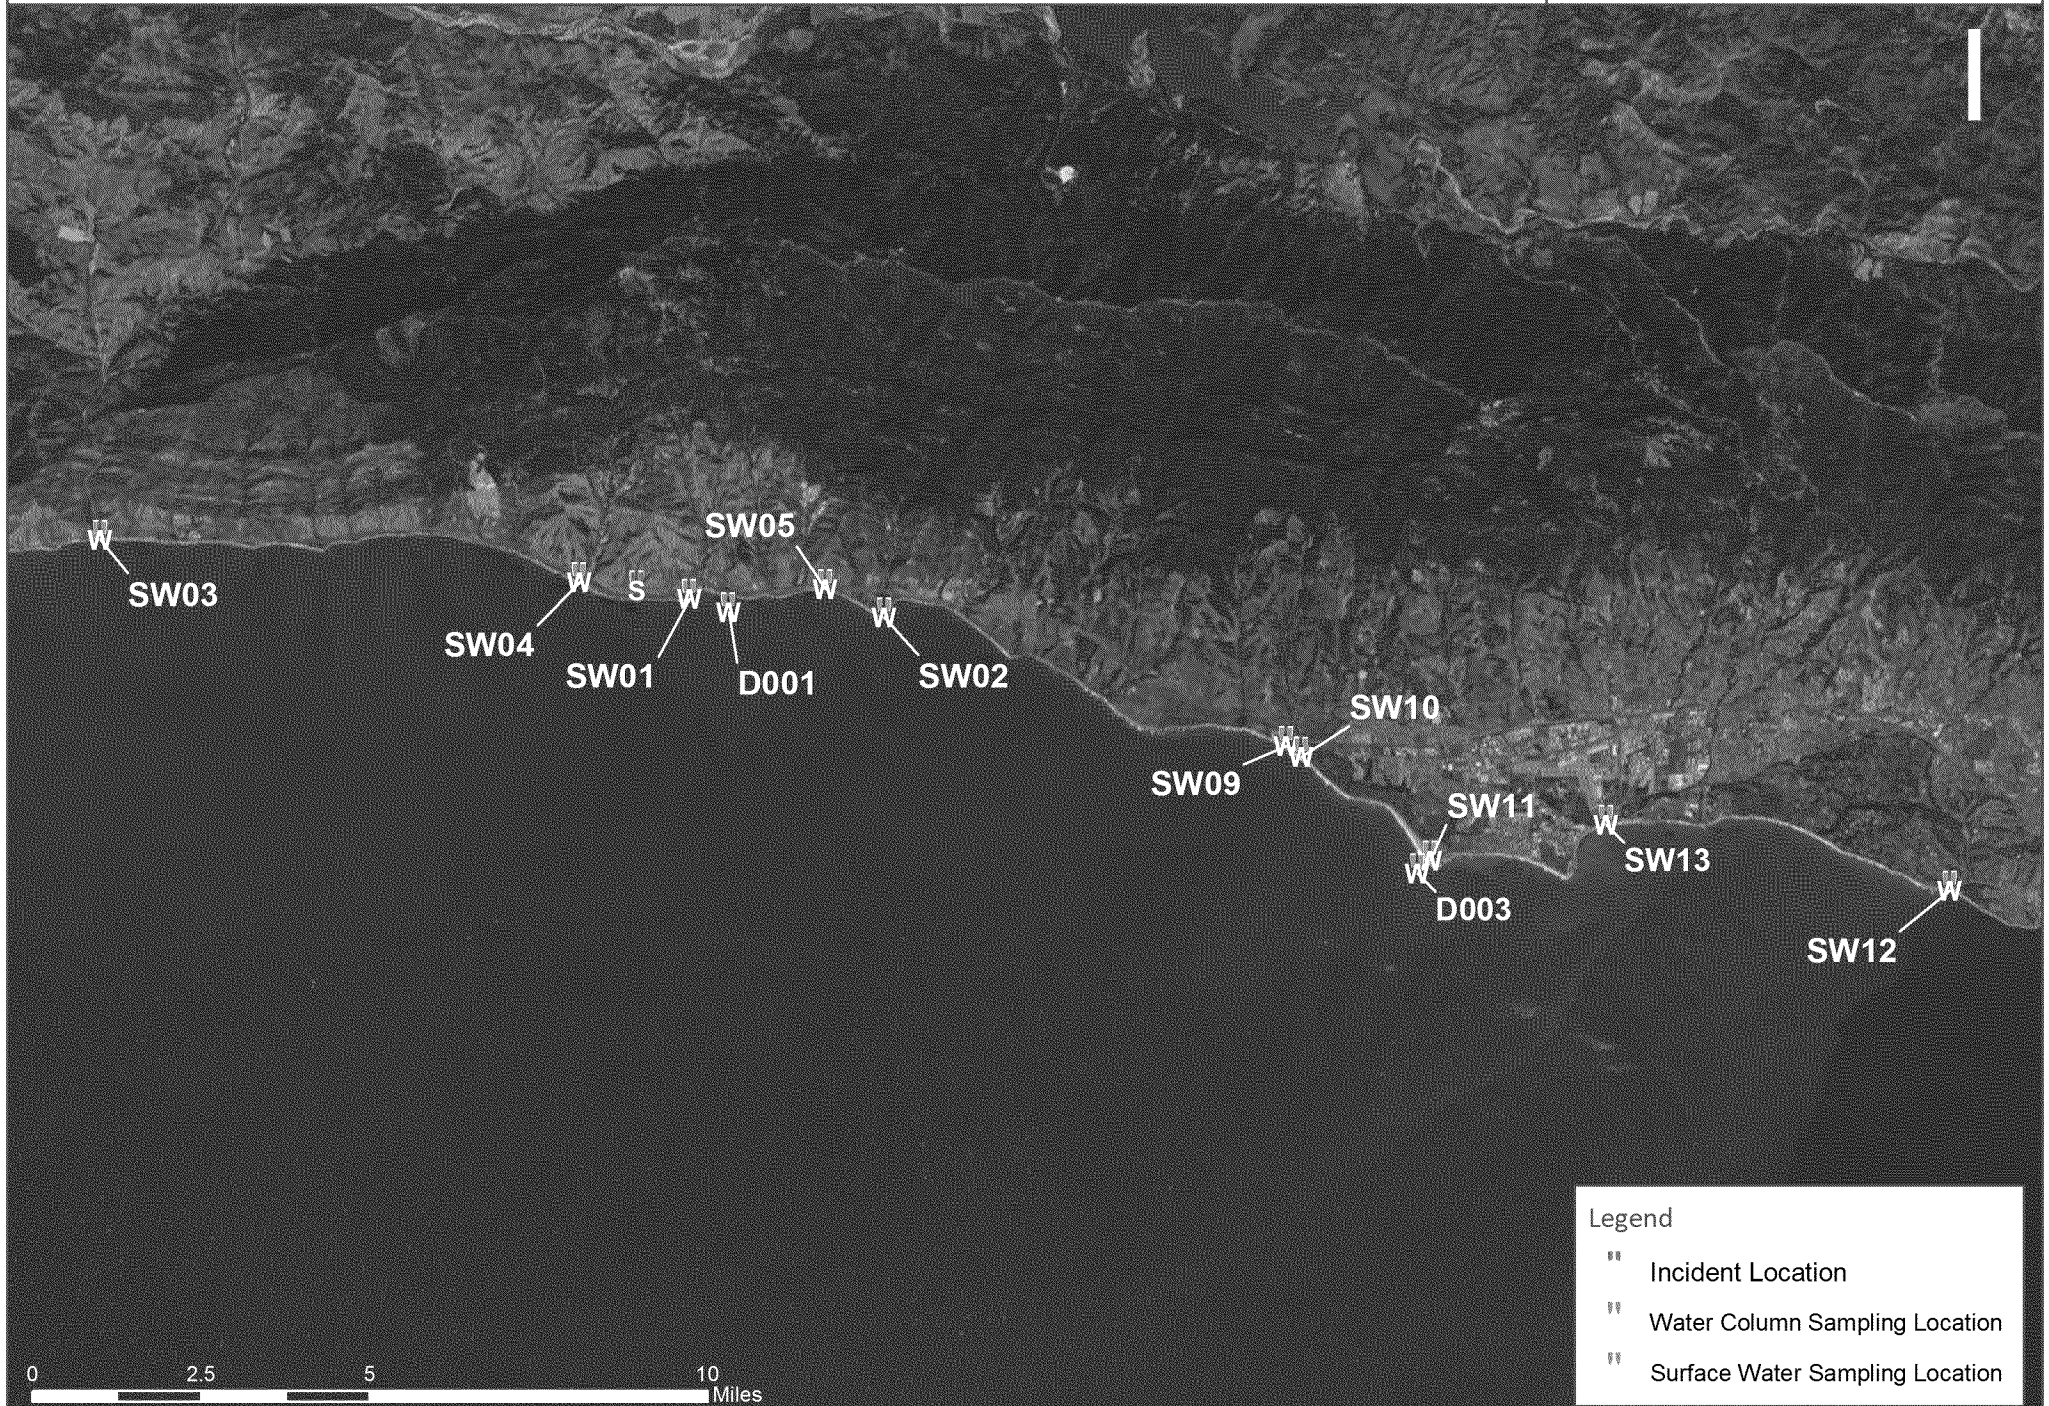 W
SW03
SW05
W
SW04
S
W
SW01
W
D001
W
W
SW02
SW10
W
W
SW09
SW11
W
W
D003
W
SW13
W
SW12
Legend
" Incident Location
" Water Column Sampling Location
" Surface Water Sampling Location
0 2.5 5 10
Miles